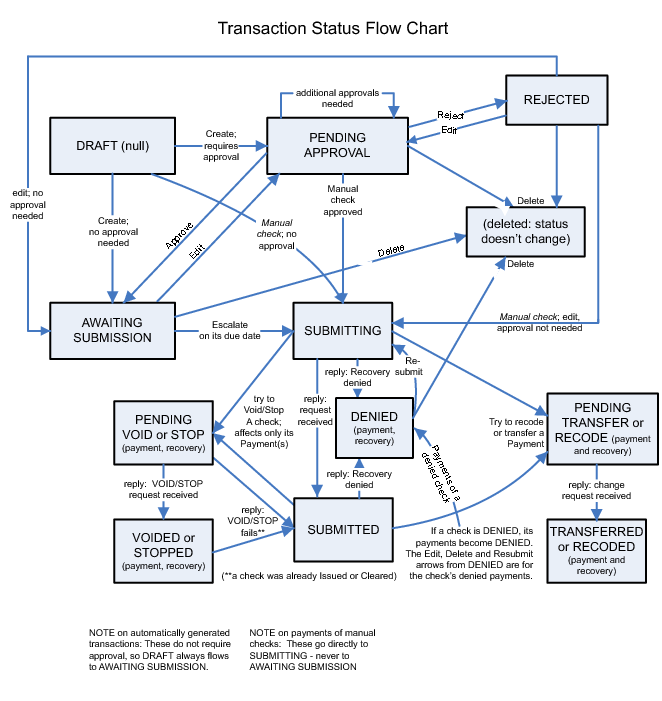 Transaction Status Flow Chart
additional approvals
needed
REJECTED
Reject
Edit
DRAFT (null)
Create;
requires
approval
PENDING
APPROVAL
edit; no
approval
needed
Create;
no approval
needed
Approve
Edit
Manual
check; no
approval
Manual
check
approved
Delete
Delete
(deleted: status
doesn't change)
Delete
AWAITING
SUBMISSION
Escalate
on its due date
SUBMITTING
Manual check; edit,
approval not needed
Re-
submit
reply: Recovery
denied
try to
Void/Stop
A check;
affects only its
Payment(s)
reply:
request
received
PENDING
VOID or STOP
(payment, recovery)
DENIED
(payment,
recovery)
Try to recode
or transfer a
Payment
PENDING
TRANSFER or
RECODE (payment
and recovery)
Payments of a
denied check
reply: VOID/STOP
request received
reply: Recovery
denied
reply: change
request received
reply:
VOID/STOP
fails**
VOIDED or
STOPPED
(payment, recovery)
SUBMITTED
If a check is DENIED, its
payments become DENIED.
The Edit, Delete and Resubmit
arrows from DENIED are for
the check's denied payments.
TRANSFERRED
or RECODED
(payment and
recovery)
(**a check was already Issued or Cleared)
NOTE on automatically generated
transactions: These do not require
approval, so DRAFT always flows
to AWAITING SUBMISSION.
NOTE on payments of manual
checks: These go directly to
SUBMITTING - never to
AWAITING SUBMISSION